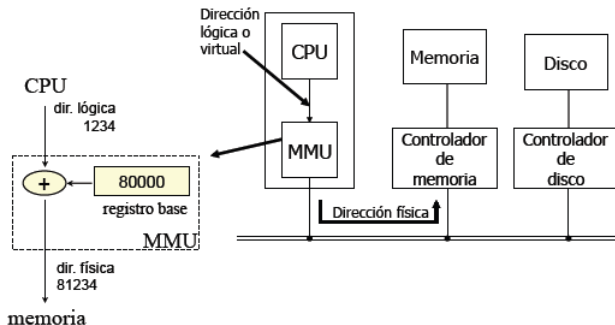 CPU
dir. lógica
1234
+
80000
registro base
MMU
dir. física
81234
memoria
Dirección
lógica o
virtual
CPU
MMU
Dirección física
Memoria
Controlador
de
memoria
Disco
Controlador
de
disco